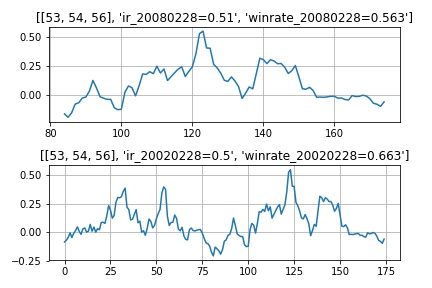 [[53, 54, 56], 'ir_20080228=0.51', 'winrate_20080228=0.563']
0.50
0.25
0.00
80 100 120 140 160
[[53, 54, 56], 'ir_20020228=0.5', 'winrate_20020228=0.663']
0.50
0.25
0.00
−0.25
0 25 50 75 100 125 150 175